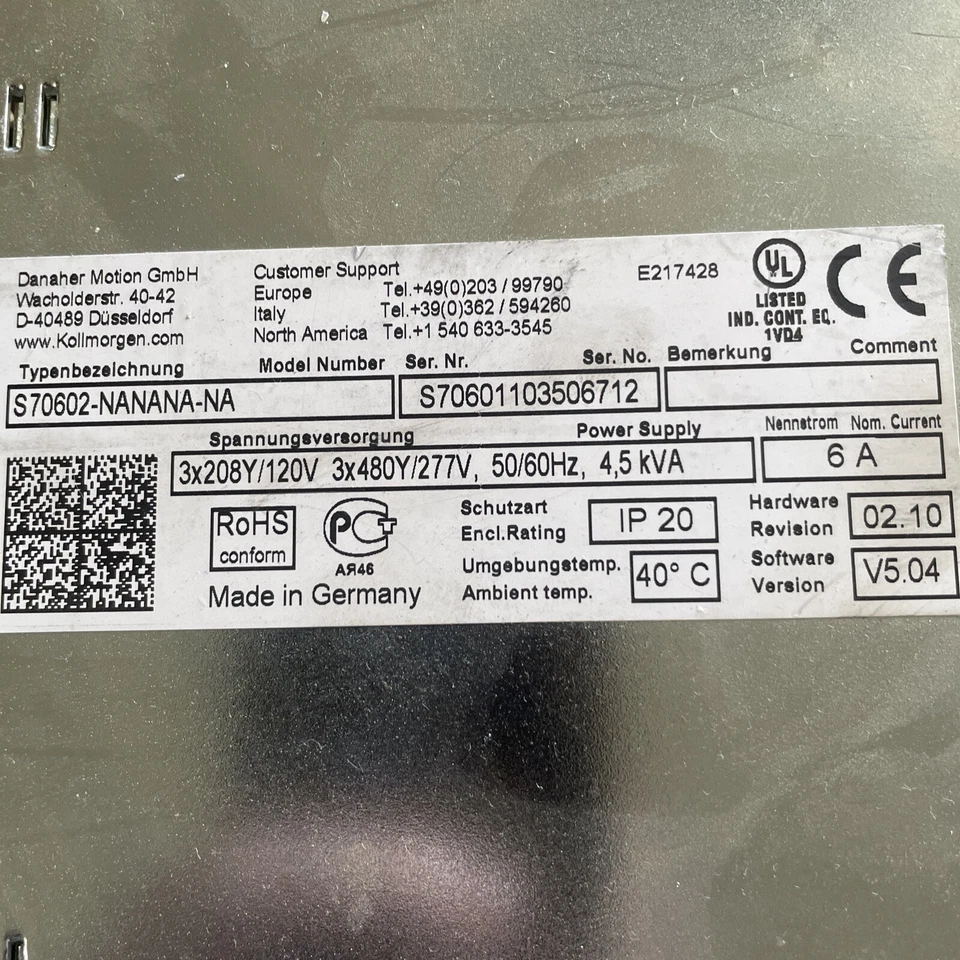 Danaher Motion GmbH
Wacholderstr. 40-42
D-40489 Düsseldorf
www.Kollmorgen.com
Customer Support
Europe Tel.+49(0)203 / 99790
Italy Tel.+39(0)362 / 594260
North America Tel.+1 540 633-3545
E217428
UL
LISTED
IND. CONT. EQ.
1VD4
CE
Typenbezeichnung Model Number
S70602-NANANA-NA
Ser. Nr. Ser. No.
S70601103506712
Bemerkung Comment
Spannungsversorgung Power Supply
3x208Y/120V 3x480Y/277V, 50/60Hz, 4,5 kVA
Nennstrom Nom. Current
6 A
RoHS
conform
РСТ
АЯ46
Made in Germany
Schutzart
Encl.Rating
IP 20
Umgebungstemp.
Ambient temp.
40° C
Hardware
Revision
02.10
Software
Version
V5.04